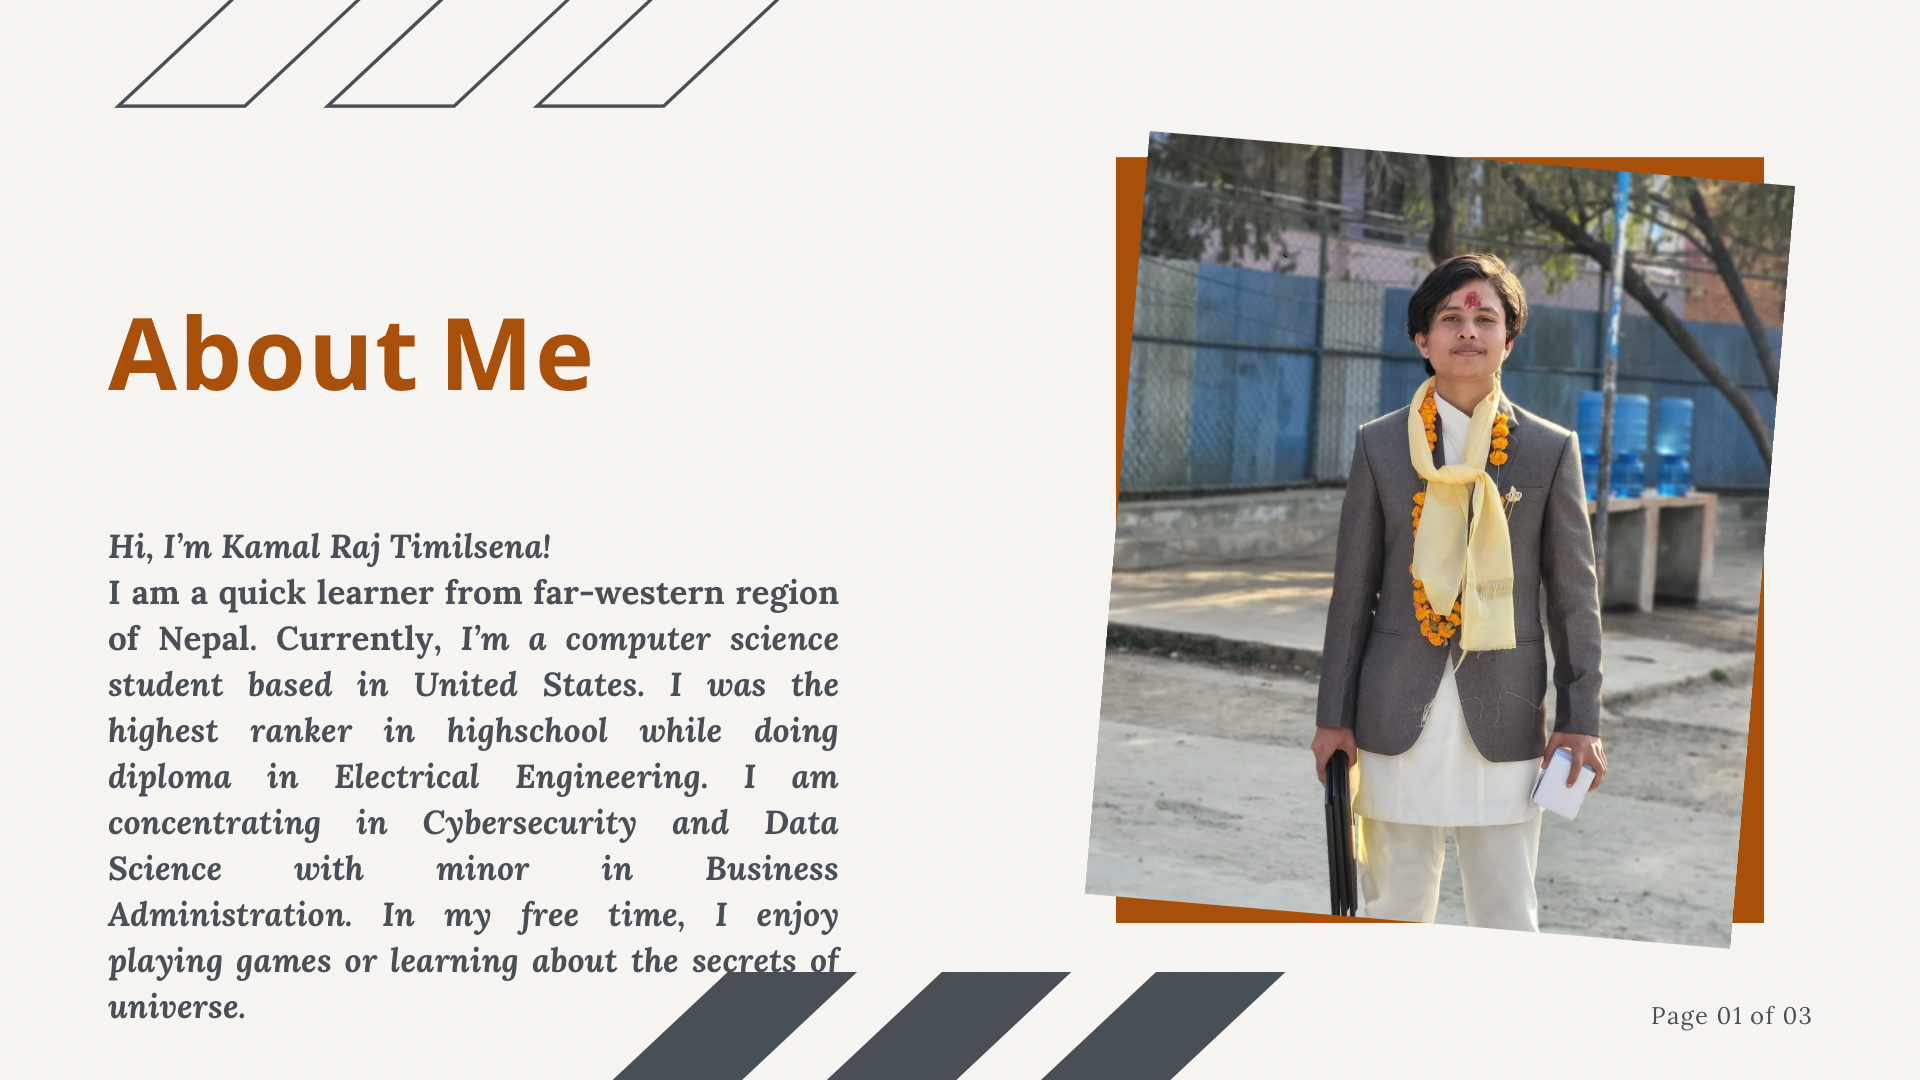 About Me
Hi, I’m Kamal Raj Timilsena!
I am a quick learner from far-western region
of Nepal. Currently, I’m a computer science
student based in United States. I was the
highest ranker in highschool while doing
diploma in Electrical Engineering. I am
concentrating in Cybersecurity and Data
Science with minor in Business
Administration. In my free time, I enjoy
playing games or learning about the secrets of
universe.
Page 01 of 03